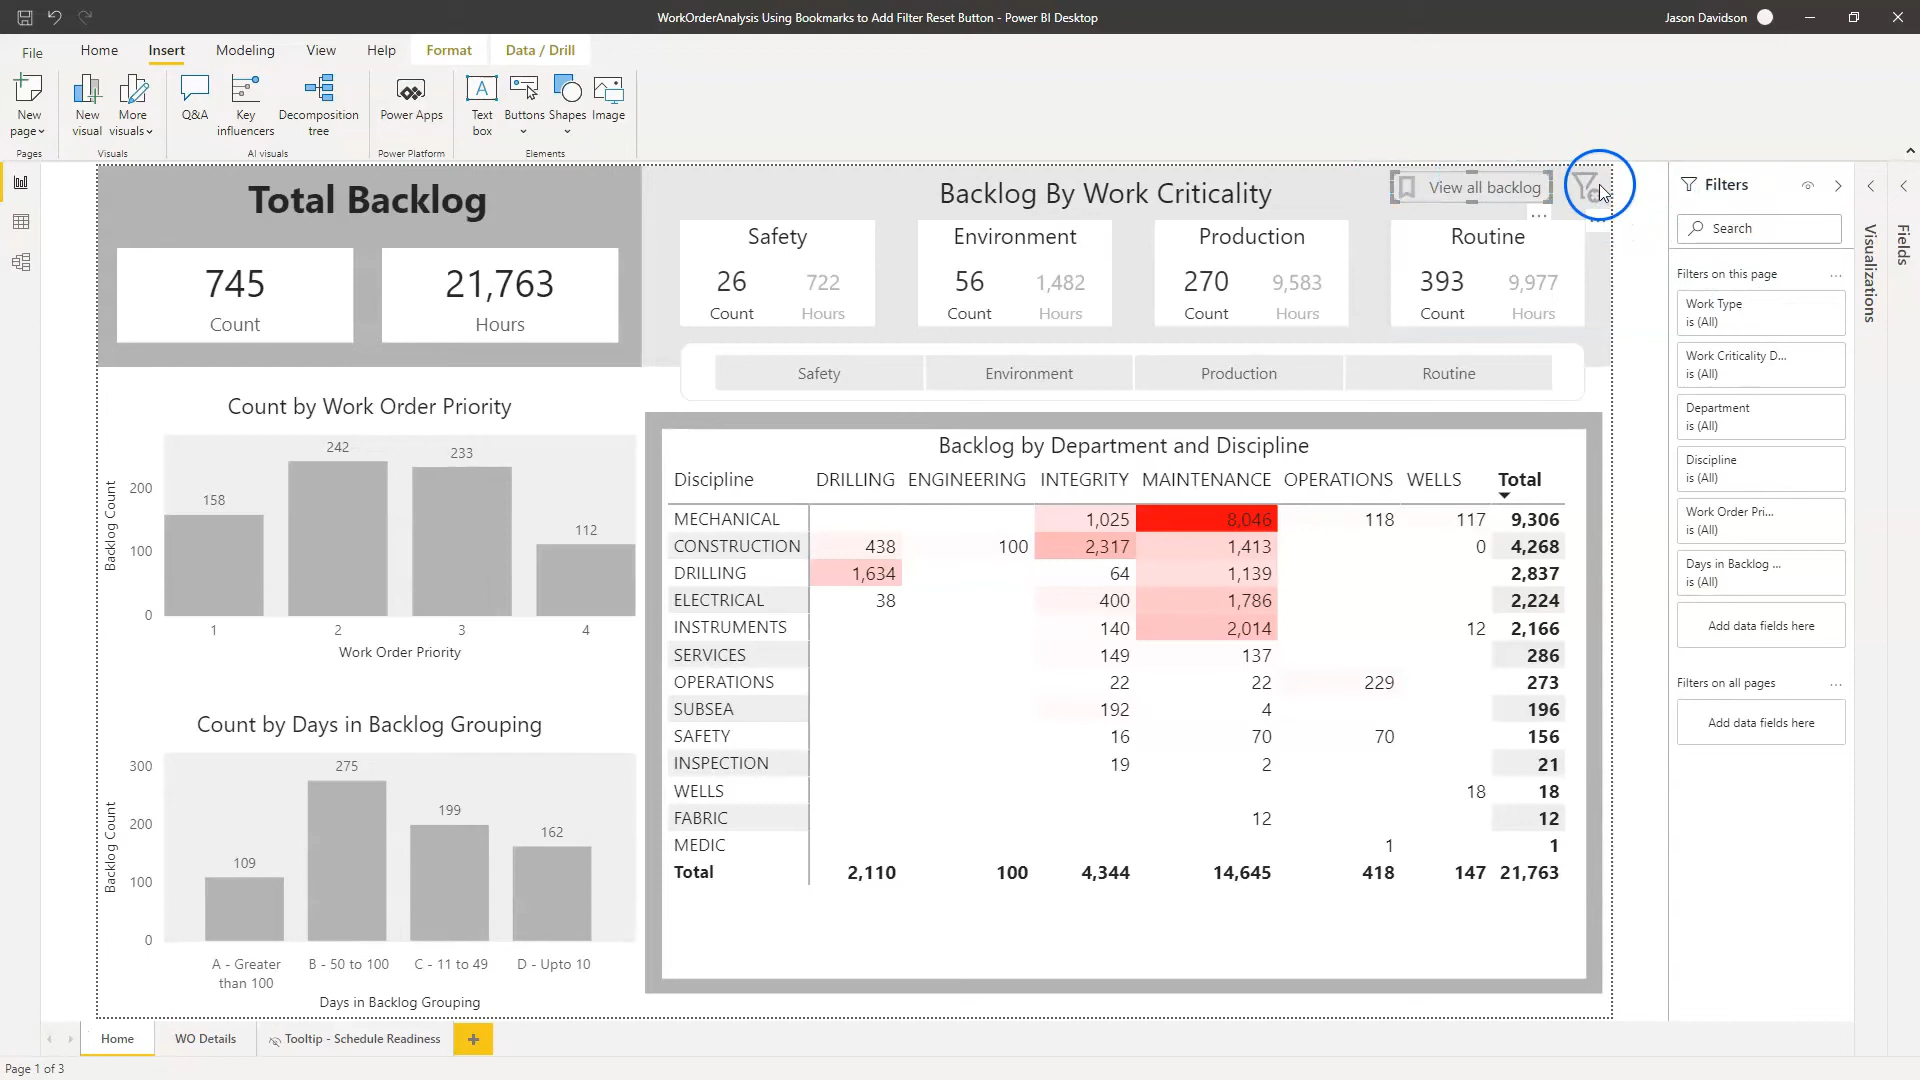 WorkOrderAnalysis Using Bookmarks to Add Filter Reset Button - Power BI Desktop
Jason Davidson
File
Home
Insert
Modeling
View
Help
Format
Data / Drill
New page
New visual
More visuals
Q&A
Key influencers
Decomposition tree
Power Apps
Text box
Buttons
Shapes
Image
Pages
Visuals
AI visuals
Power Platform
Elements
Total Backlog
745
Count
21,763
Hours
Backlog By Work Criticality
View all backlog
Safety
26
722
Count
Hours
Environment
56
1,482
Count
Hours
Production
270
9,583
Count
Hours
Routine
393
9,977
Count
Hours
Safety
Environment
Production
Routine
Count by Work Order Priority
Backlog Count
200
100
0
158
242
233
112
1
2
3
4
Work Order Priority
Count by Days in Backlog Grouping
Backlog Count
300
200
100
0
109
275
199
162
A - Greater than 100
B - 50 to 100
C - 11 to 49
D - Upto 10
Days in Backlog Grouping
Backlog by Department and Discipline
Discipline DRILLING ENGINEERING INTEGRITY MAINTENANCE OPERATIONS WELLS Total
MECHANICAL 1,025 8,046 118 117 9,306
CONSTRUCTION 438 100 2,317 1,413 0 4,268
DRILLING 1,634 64 1,139 2,837
ELECTRICAL 38 400 1,786 2,224
INSTRUMENTS 140 2,014 12 2,166
SERVICES 149 137 286
OPERATIONS 22 22 229 273
SUBSEA 192 4 196
SAFETY 16 70 70 156
INSPECTION 19 2 21
WELLS 18 18
FABRIC 12 12
MEDIC 1 1
Total 2,110 100 4,344 14,645 418 147 21,763
Filters
Search
Filters on this page
Work Type
is (All)
Work Criticality D...
is (All)
Department
is (All)
Discipline
is (All)
Work Order Pri...
is (All)
Days in Backlog ...
is (All)
Add data fields here
Filters on all pages
Add data fields here
Visualizations
Fields
Home
WO Details
Tooltip - Schedule Readiness
Page 1 of 3